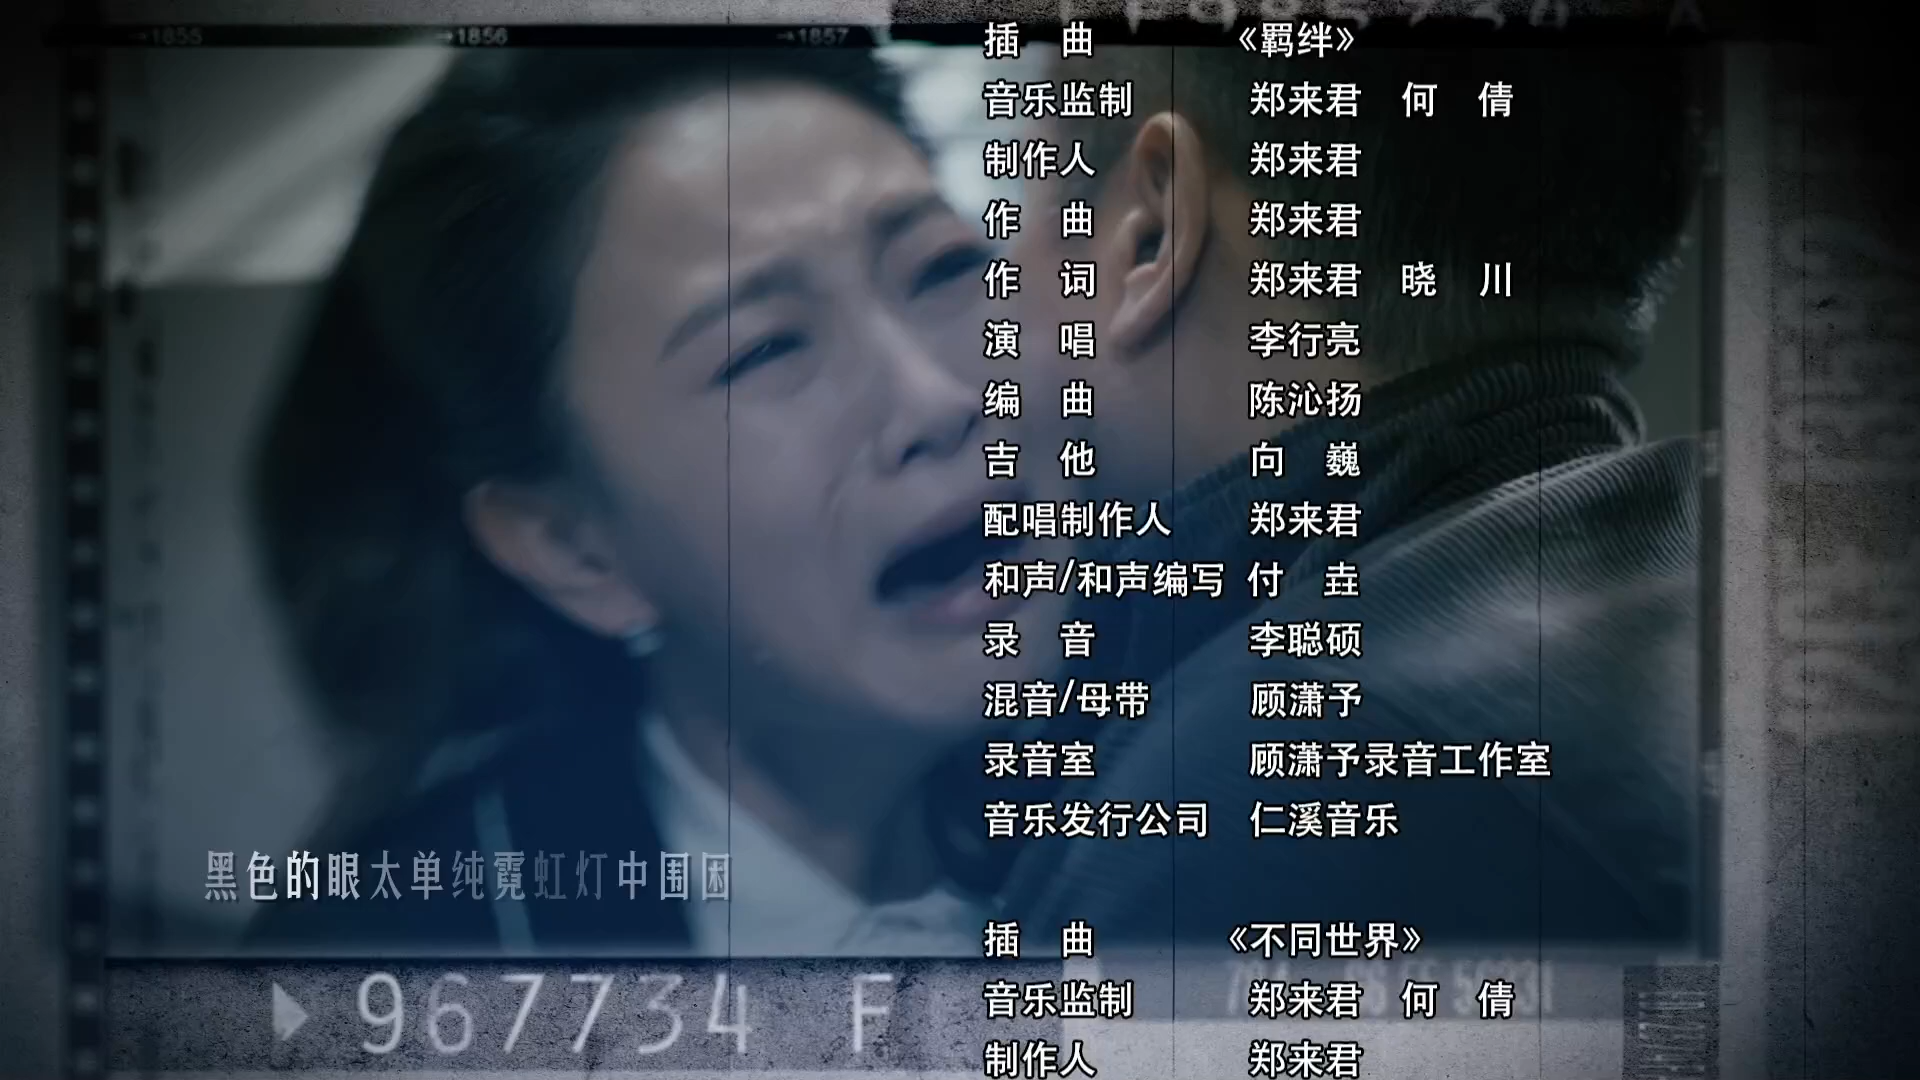 →1855 →1856 →1857
插 曲 《羁绊》
音乐监制 郑来君 何 倩
制作人 郑来君
作 曲 郑来君
作 词 郑来君 晓 川
演 唱 李行亮
编 曲 陈沁扬
吉 他 向 巍
配唱制作人 郑来君
和声/和声编写 付 垚
录 音 李聪硕
混音/母带 顾潇予
录音室 顾潇予录音工作室
音乐发行公司 仁溪音乐
黑色的眼太单纯霓虹灯中围困
插 曲 《不同世界》
音乐监制 郑来君 何 倩
制作人 郑来君
967734 F